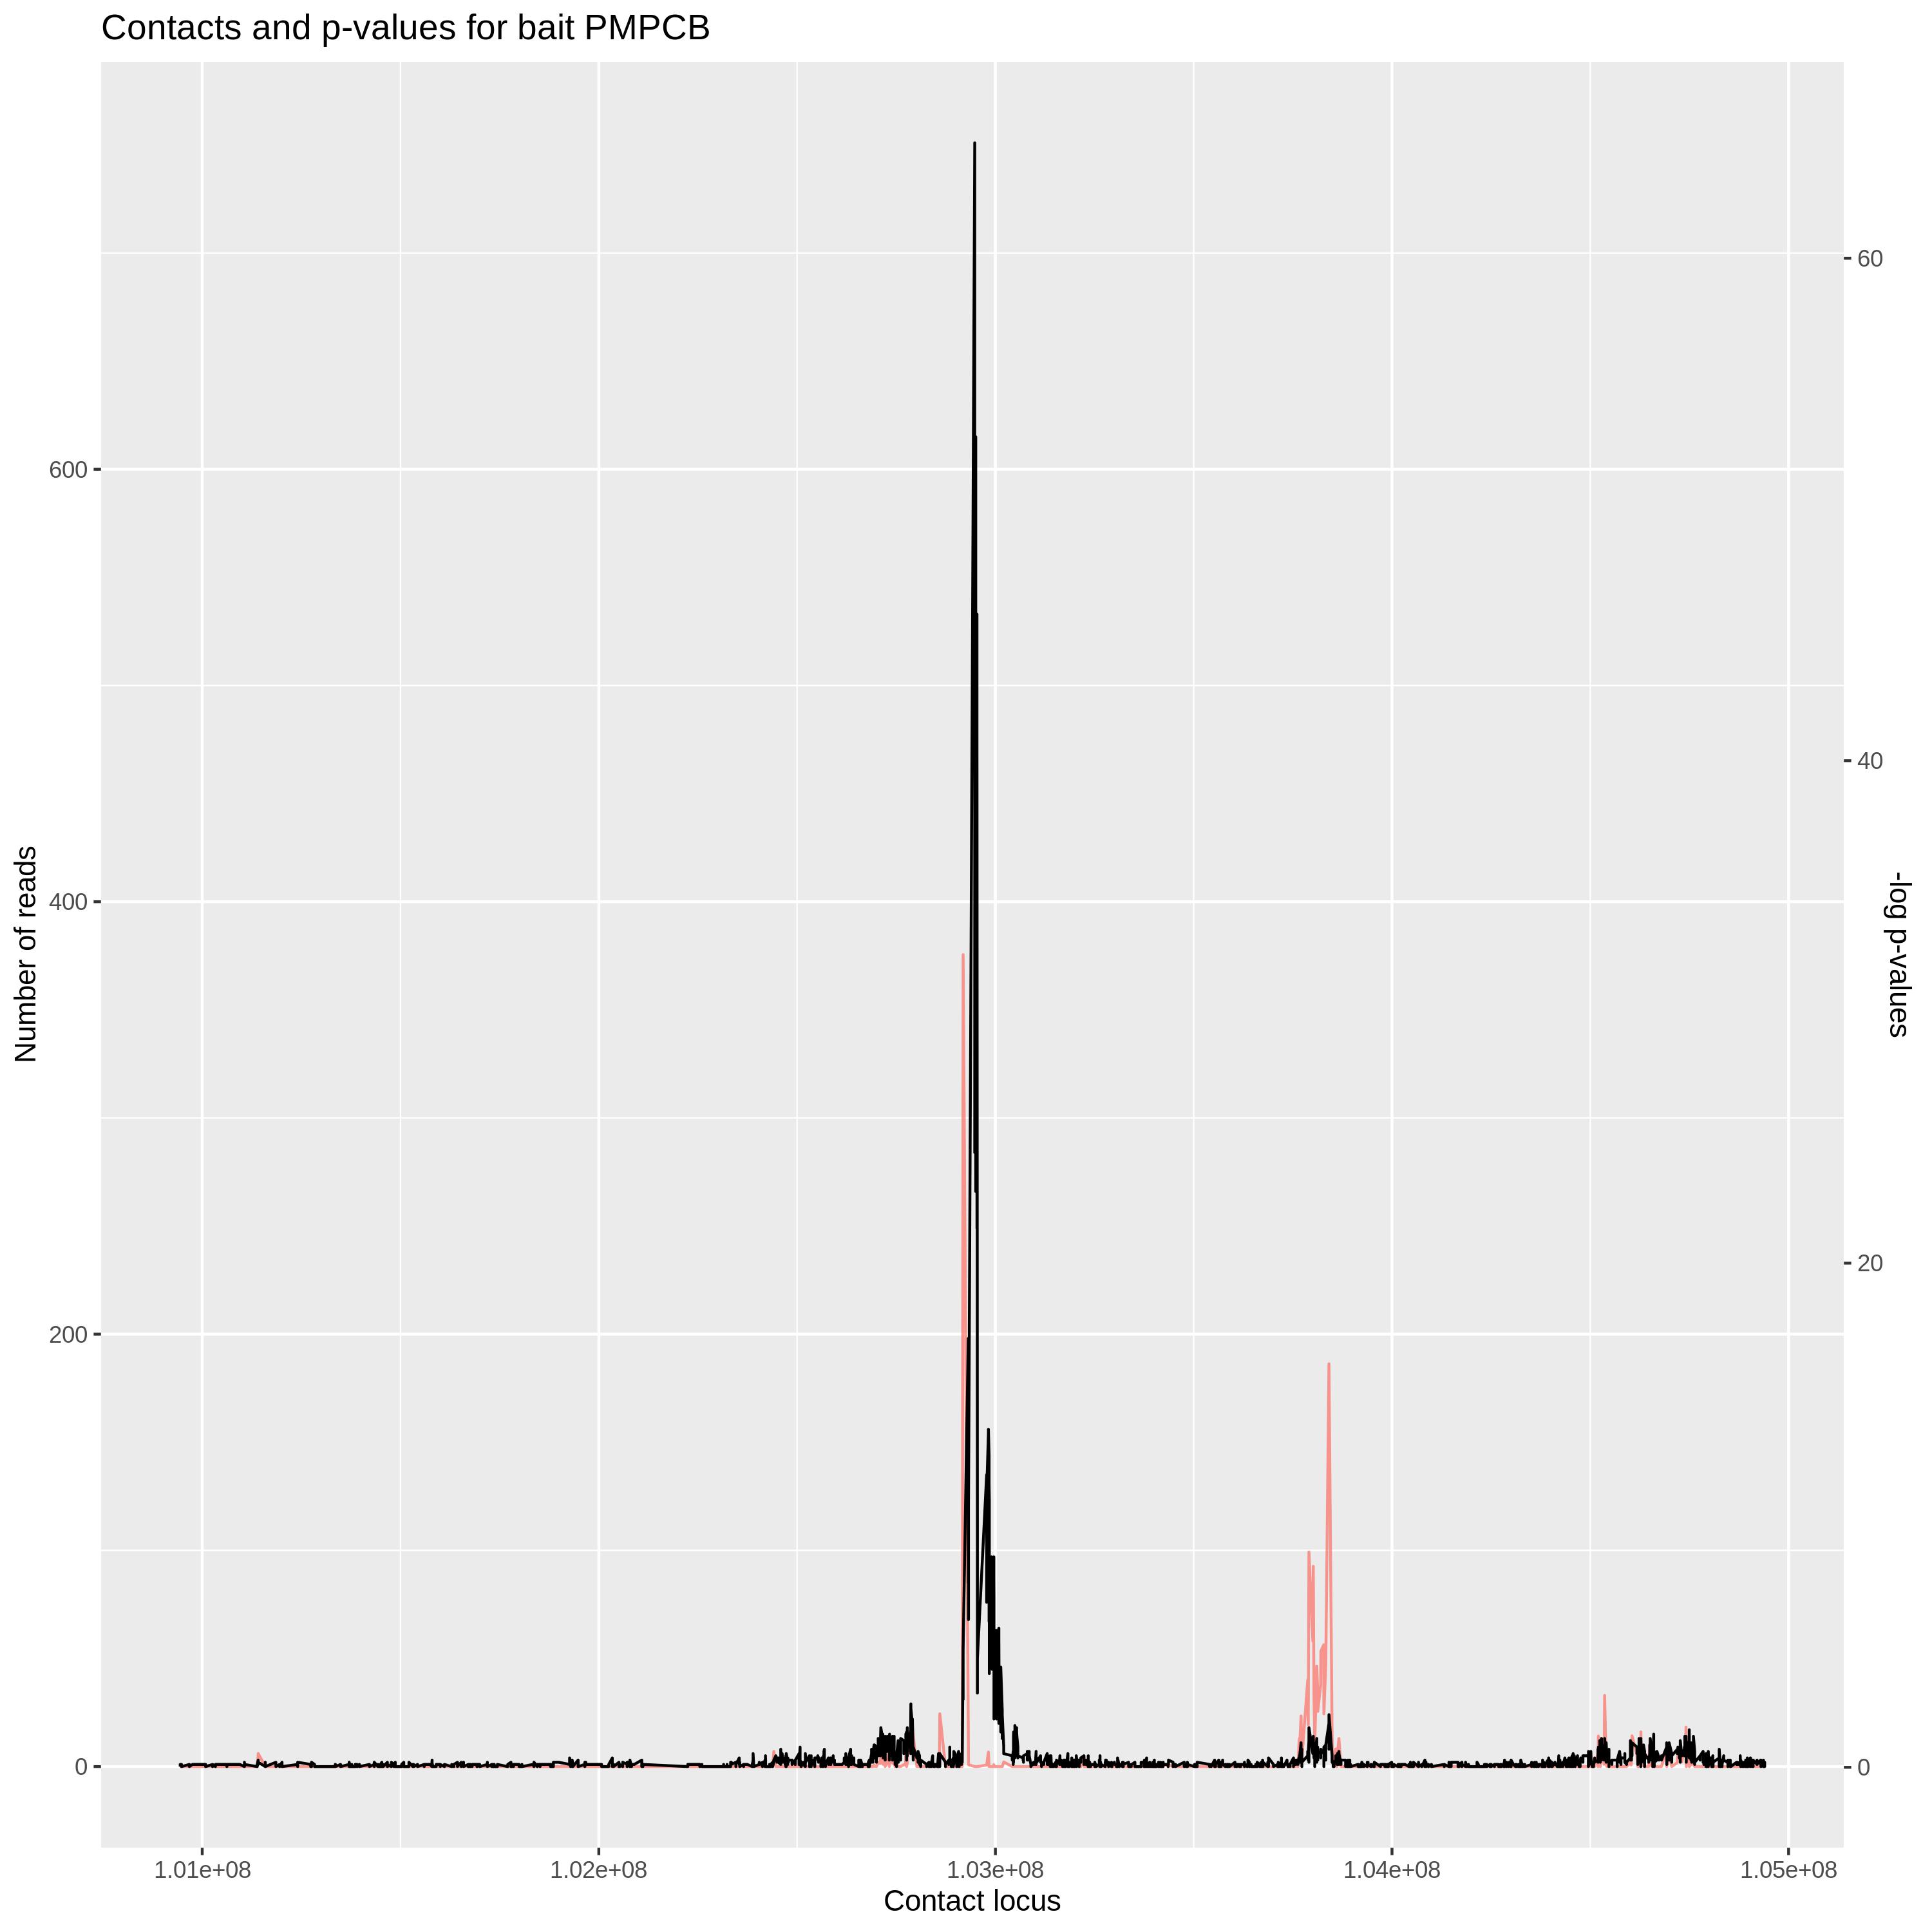 Contacts and p-values for bait PMPCB
Number of reads
600
400
200
0
60
40
20
0
-log p-values
1.01e+08
1.02e+08
1.03e+08
1.04e+08
1.05e+08
Contact locus